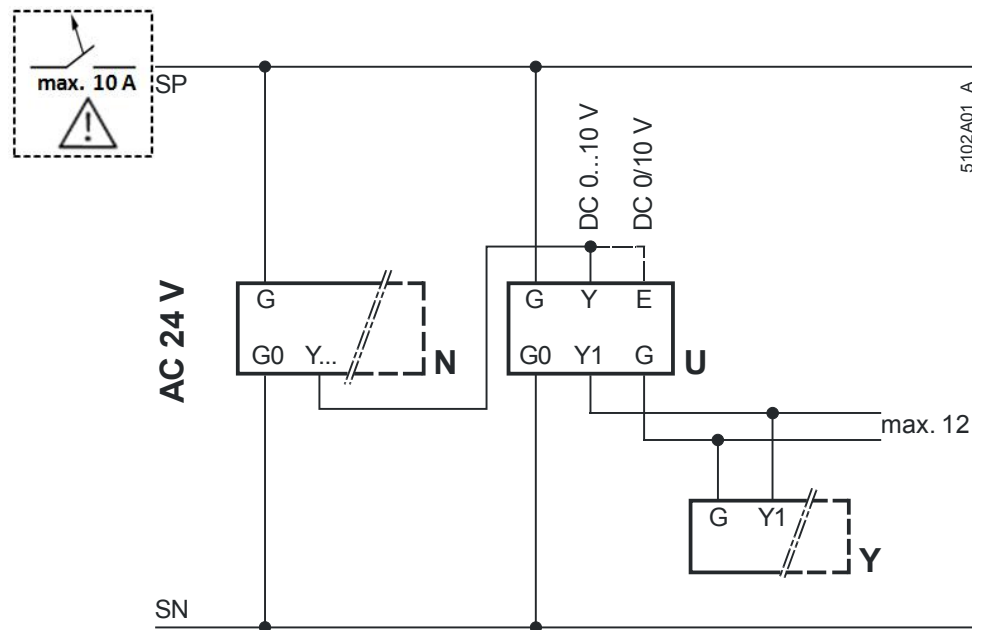 max. 10 A
SP
5102A01 A
DC 0...10 V
DC 0/10 V
AC 24 V
G
G0 Y...
N
G Y E
G0 Y1 G
U
max. 12
G Y1
Y
SN